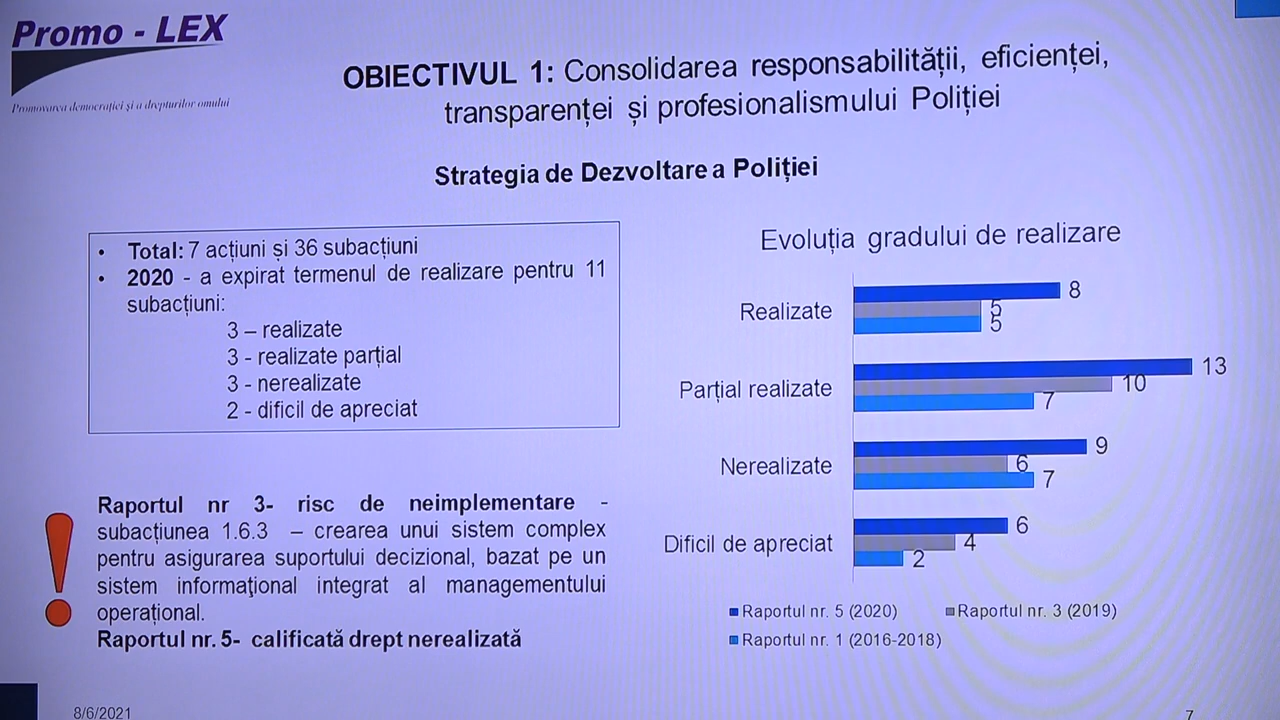 Promo - LEX
Promovarea democrației și a drepturilor omului
OBIECTIVUL 1: Consolidarea responsabilității, eficienței,
transparenței și profesionalismului Poliției
Strategia de Dezvoltare a Poliției
• Total: 7 acțiuni și 36 subacțiuni
• 2020 - a expirat termenul de realizare pentru 11
subacțiuni:
3 – realizate
3 - realizate parțial
3 - nerealizate
2 - dificil de apreciat
Raportul nr 3- risc de neimplementare -
subacțiunea 1.6.3 – crearea unui sistem complex
pentru asigurarea suportului decizional, bazat pe un
sistem informaţional integrat al managementului
operațional.
Raportul nr. 5- calificată drept nerealizată
Evoluția gradului de realizare
Realizate
8
5
5
Parțial realizate
13
10
7
Nerealizate
9
6
7
Dificil de apreciat
6
4
2
Raportul nr. 5 (2020)
Raportul nr. 3 (2019)
Raportul nr. 1 (2016-2018)
8/6/2021
7